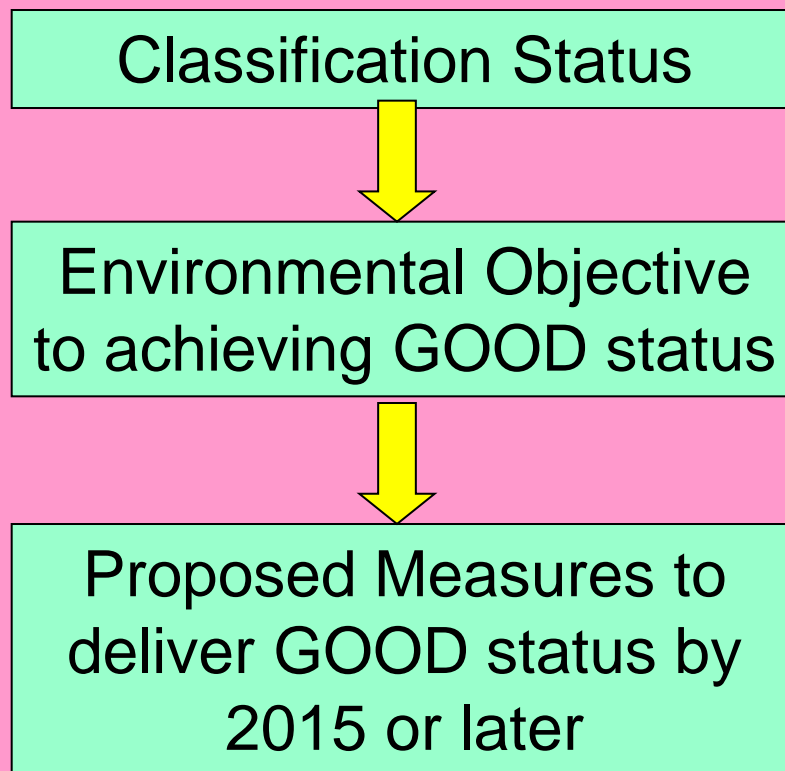 Classification Status
Environmental Objective
to achieving GOOD status
Proposed Measures to
deliver GOOD status by
2015 or later